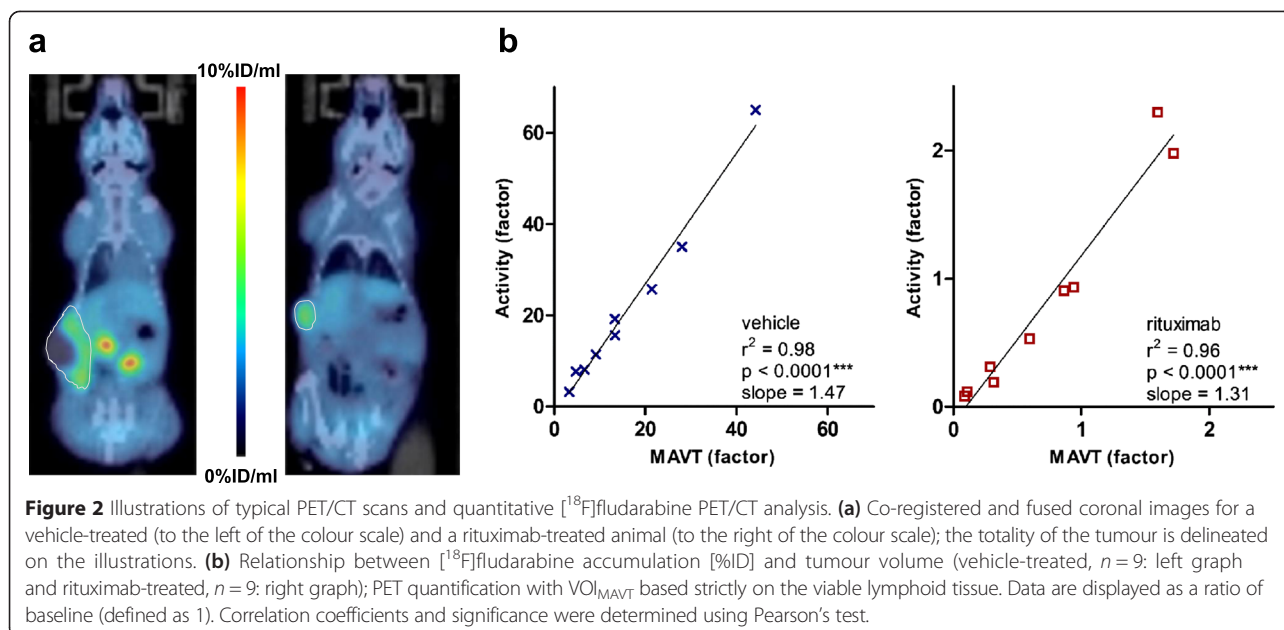 a
b
10%ID/ml
0%ID/ml
Activity (factor)
60
40
20
0
vehicle
r² = 0.98
p < 0.0001***
slope = 1.47
0 20 40 60
MAVT (factor)
Activity (factor)
2
1
0
rituximab
r² = 0.96
p < 0.0001***
slope = 1.31
0 1 2
MAVT (factor)
Figure 2 Illustrations of typical PET/CT scans and quantitative [¹⁸F]fludarabine PET/CT analysis. (a) Co-registered and fused coronal images for a
vehicle-treated (to the left of the colour scale) and a rituximab-treated animal (to the right of the colour scale); the totality of the tumour is delineated
on the illustrations. (b) Relationship between [¹⁸F]fludarabine accumulation [%ID] and tumour volume (vehicle-treated, n = 9: left graph
and rituximab-treated, n = 9: right graph); PET quantification with VOI_MAVT based strictly on the viable lymphoid tissue. Data are displayed as a ratio of
baseline (defined as 1). Correlation coefficients and significance were determined using Pearson's test.